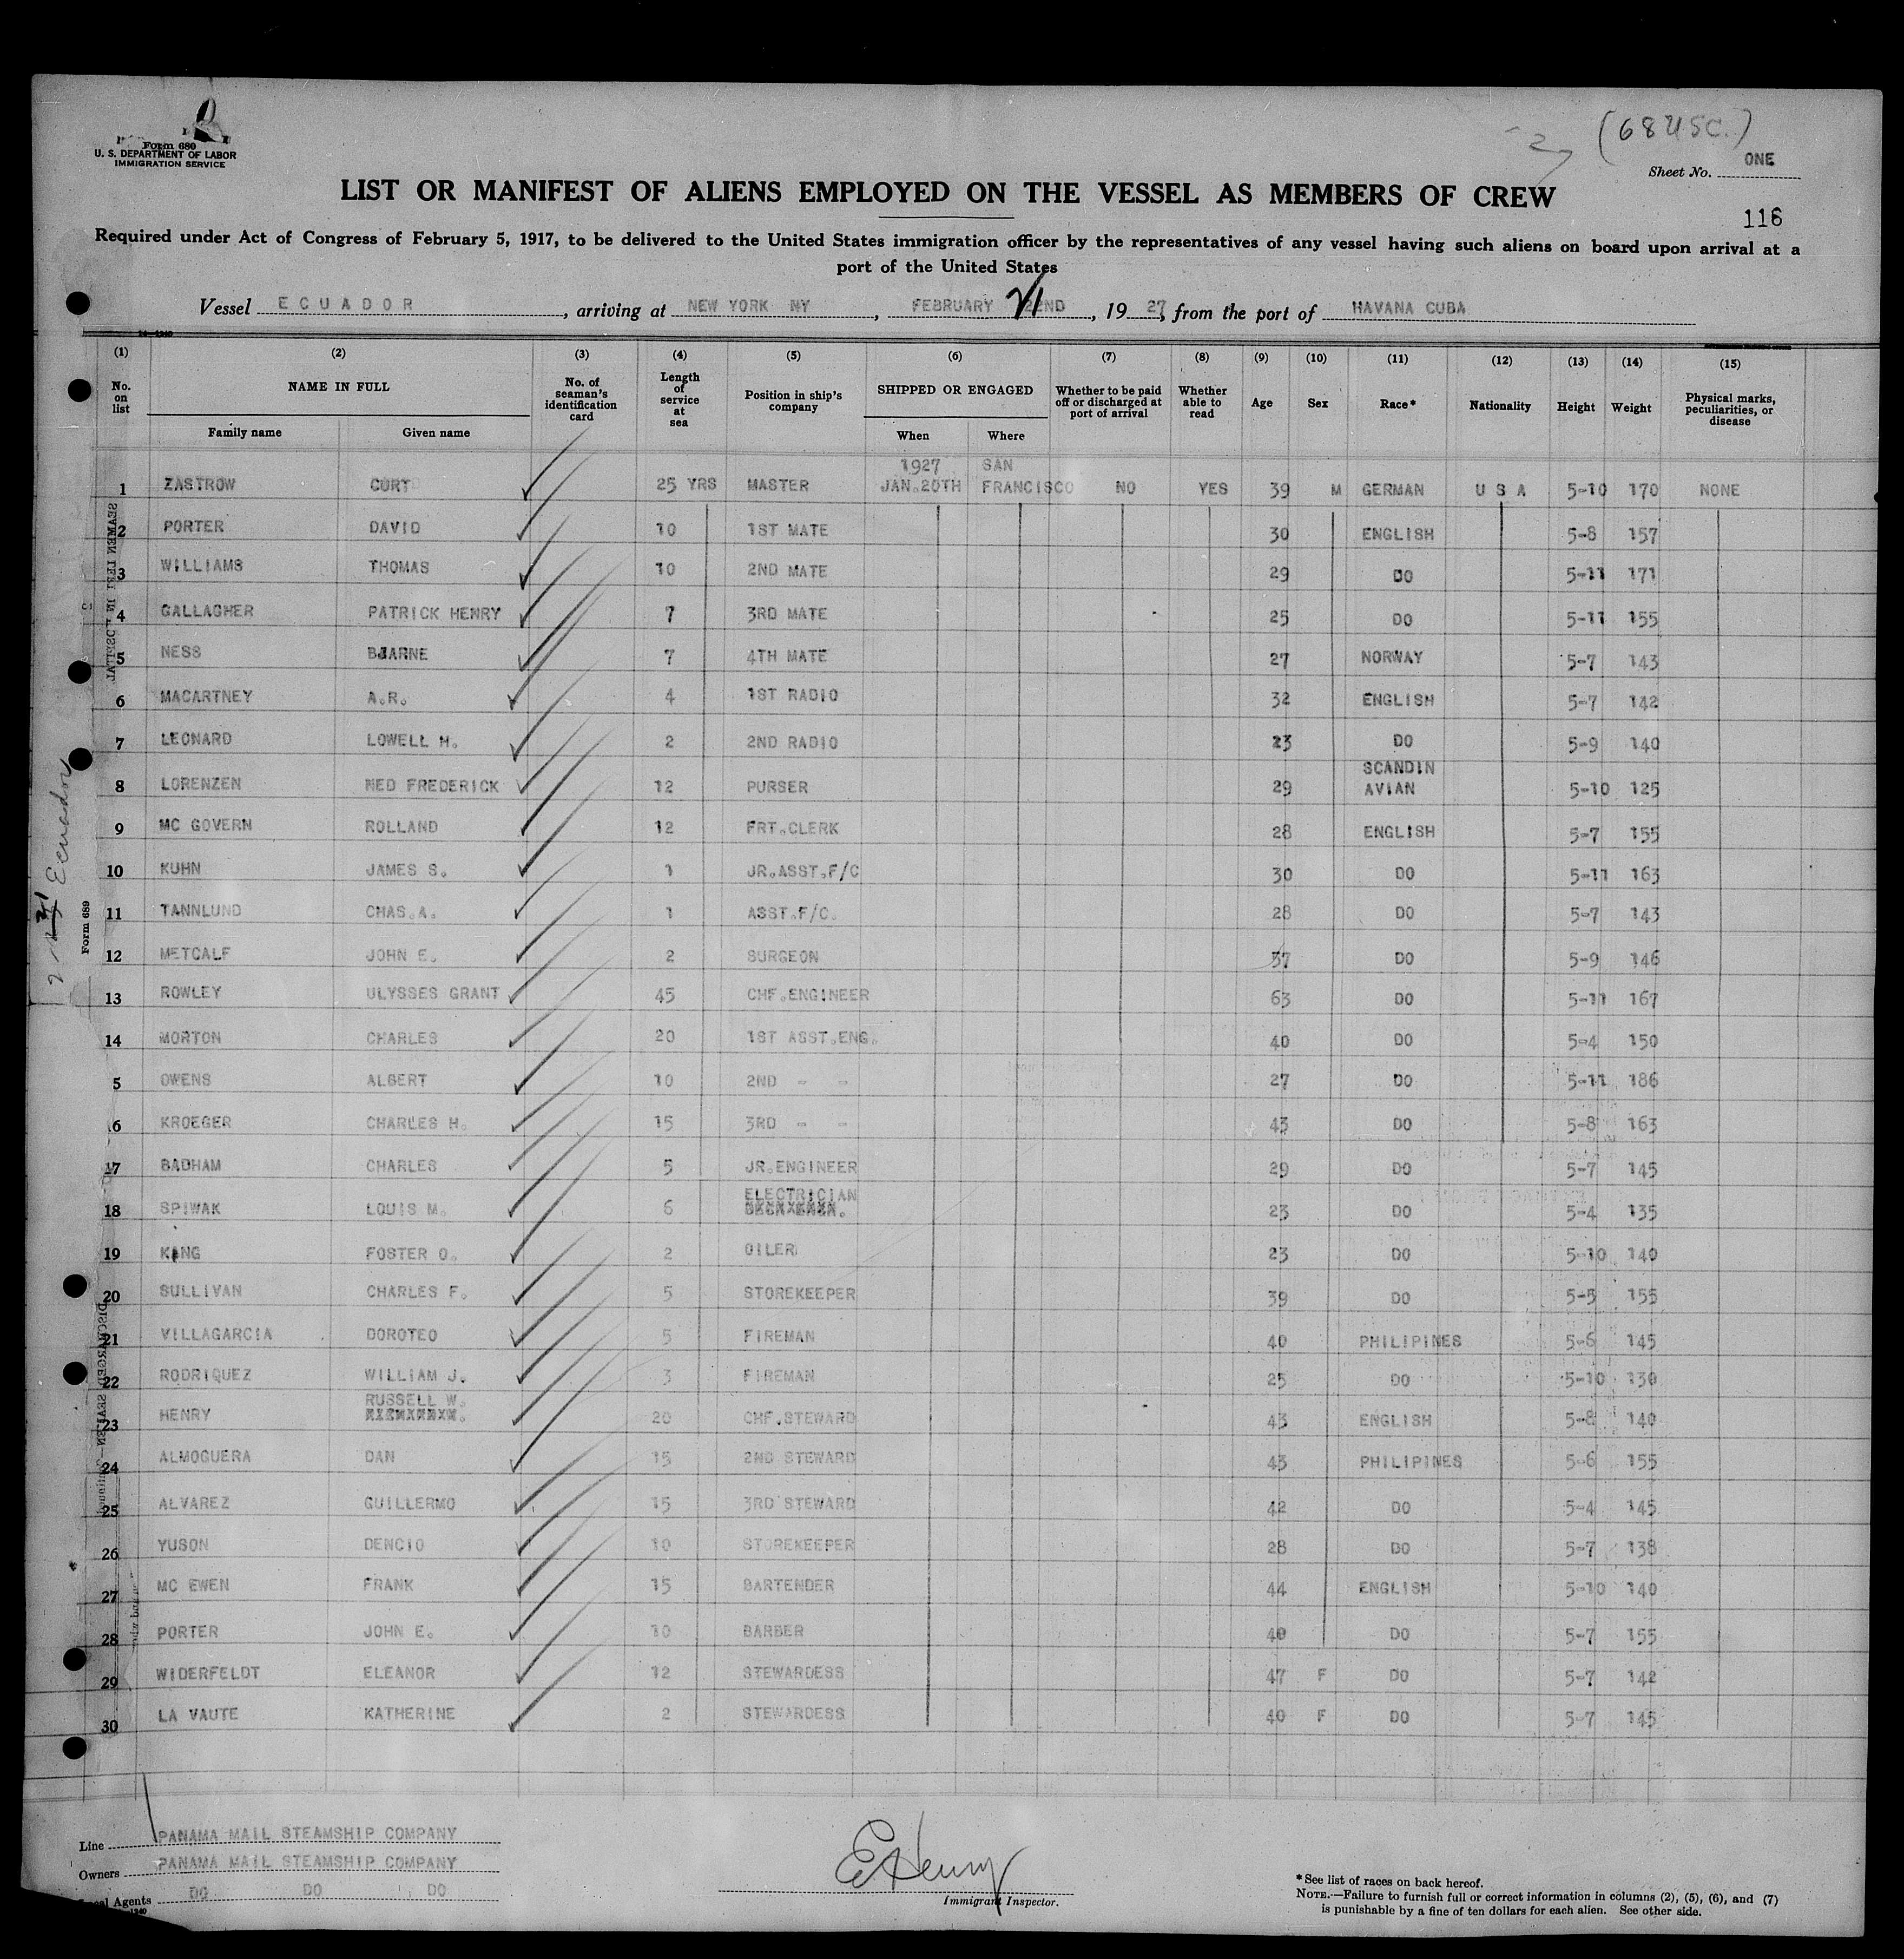 (68 USC.)
Form 680
U. S. DEPARTMENT OF LABOR
IMMIGRATION SERVICE
Sheet No. ONE
LIST OR MANIFEST OF ALIENS EMPLOYED ON THE VESSEL AS MEMBERS OF CREW
116
Required under Act of Congress of February 5, 1917, to be delivered to the United States immigration officer by the representatives of any vessel having such aliens on board upon arrival at a
port of the United States
Vessel ECUADOR, arriving at NEW YORK NY, FEBRUARY 22ND 21, 1927, from the port of HAVANA CUBA
(1) (2) (3) (4) (5) (6) (7) (8) (9) (10) (11) (12) (13) (14) (15)
No. on list NAME IN FULL No. of seaman's identification card Length of service at sea Position in ship's company SHIPPED OR ENGAGED Whether to be paid off or discharged at port of arrival Whether able to read Age Sex Race* Nationality Height Weight Physical marks, peculiarities, or disease
Family name Given name When Where
1927 SAN
1 ZASTROW CURT 25 YRS MASTER JAN.20TH FRANCISCO NO YES 39 M GERMAN U S A 5-10 170 NONE
2 PORTER DAVID 10 1ST MATE 30 ENGLISH 5-8 157
3 WILLIAMS THOMAS 10 2ND MATE 29 DO 5-11 171
4 GALLAGHER PATRICK HENRY 7 3RD MATE 25 DO 5-11 155
5 NESS BJARNE 7 4TH MATE 27 NORWAY 5-7 143
6 MACARTNEY A.R. 4 1ST RADIO 32 ENGLISH 5-7 142
7 LEONARD LOWELL H. 2 2ND RADIO 23 DO 5-9 140
SCANDIN
8 LORENZEN NED FREDERICK 12 PURSER 29 AVIAN 5-10 125
9 MC GOVERN ROLLAND 12 FRT.CLERK 28 ENGLISH 5-7 155
10 KUHN JAMES S. 1 JR.ASST.F/C 30 DO 5-11 163
11 TANNLUND CHAS.A. 1 ASST.F/C. 28 DO 5-7 143
12 METCALF JOHN E. 2 SURGEON 37 DO 5-9 146
13 ROWLEY ULYSSES GRANT 45 CHF.ENGINEER 63 DO 5-11 167
14 MORTON CHARLES 20 1ST ASST.ENG. 40 DO 5-4 150
5 OWENS ALBERT 10 2ND - - 27 DO 5-11 186
6 KROEGER CHARLES H. 15 3RD - - 43 DO 5-8 163
17 BADHAM CHARLES 5 JR.ENGINEER 29 DO 5-7 145
ELECTRICIAN
18 SPIWAK LOUIS M. 6 23 DO 5-4 135
19 KING FOSTER O. 2 OILER 23 DO 5-10 140
20 SULLIVAN CHARLES F. 5 STOREKEEPER 39 DO 5-5 155
21 VILLAGARCIA DOROTEO 5 FIREMAN 40 PHILIPINES 5-6 145
22 RODRIQUEZ WILLIAM J. 3 FIREMAN 25 DO 5-10 130
RUSSELL W.
23 HENRY 20 CHF.STEWARD 43 ENGLISH 5-8 140
24 ALMOGUERA DAN 15 2ND STEWARD 43 PHILIPINES 5-6 155
25 ALVAREZ GUILLERMO 15 3RD STEWARD 42 DO 5-4 145
26 YUSON DENCIO 10 STOREKEEPER 28 DO 5-7 138
27 MC EWEN FRANK 15 BARTENDER 44 ENGLISH 5-10 140
28 PORTER JOHN E. 10 BARBER 40 DO 5-7 155
29 WIDERFELDT ELEANOR 12 STEWARDESS 47 F DO 5-7 142
30 LA VAUTE KATHERINE 2 STEWARDESS 40 F DO 5-7 145
Ecuador
Form 689
Line PANAMA MAIL STEAMSHIP COMPANY
Owners PANAMA MAIL STEAMSHIP COMPANY
Agents DO DO DO
E Henry
Immigrant Inspector.
*See list of races on back hereof.
NOTE.—Failure to furnish full or correct information in columns (2), (5), (6), and (7)
is punishable by a fine of ten dollars for each alien. See other side.